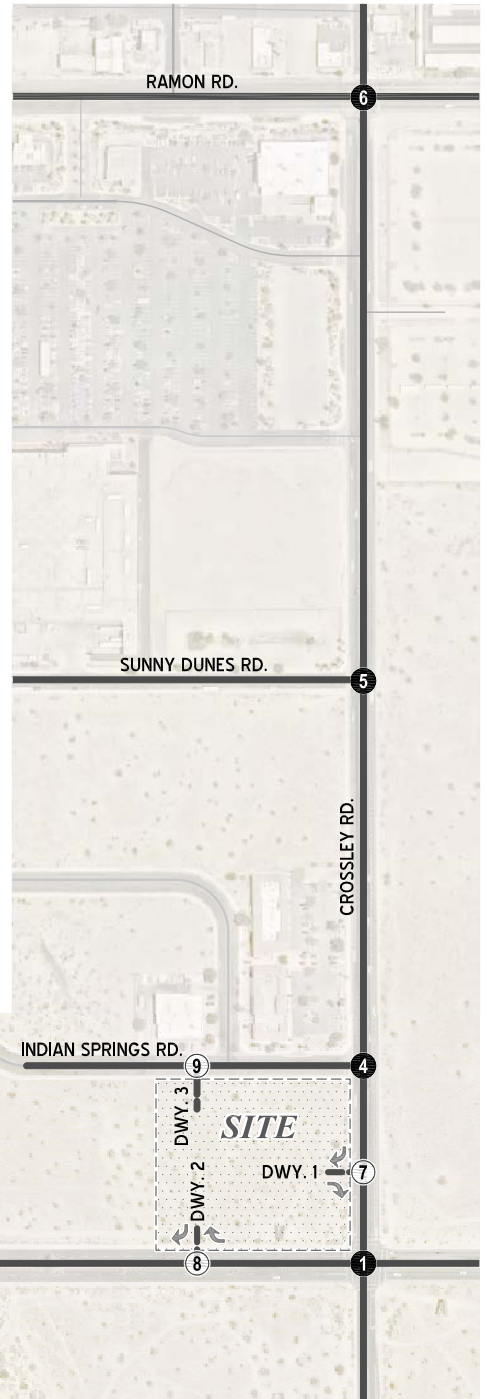 RAMON RD.
6
SUNNY DUNES RD.
5
CROSSLEY RD.
INDIAN SPRINGS RD.
9
4
DWY. 3
SITE
DWY. 2
DWY. 1
7
8
1